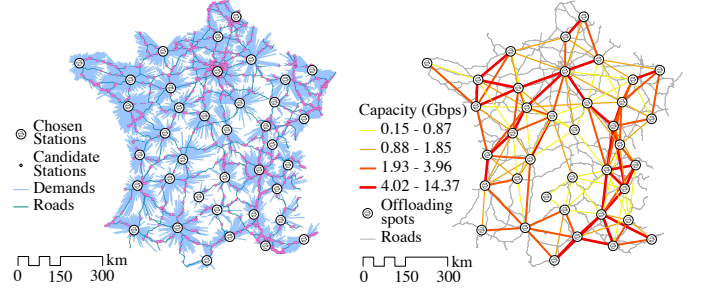 Chosen
Stations
Candidate
Stations
Demands
Roads
km
0 150 300
Capacity (Gbps)
0.15 - 0.87
0.88 - 1.85
1.93 - 3.96
4.02 - 14.37
Offloading
spots
Roads
km
0 150 300